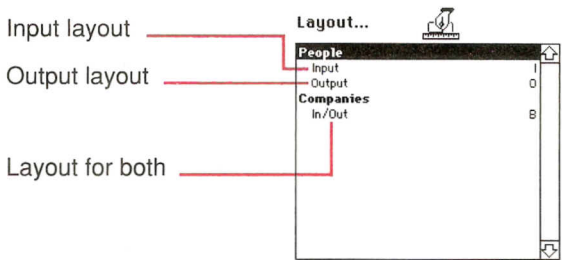 Layout...
Input layout
People
Input I
Output layout
Output O
Companies
In/Out B
Layout for both